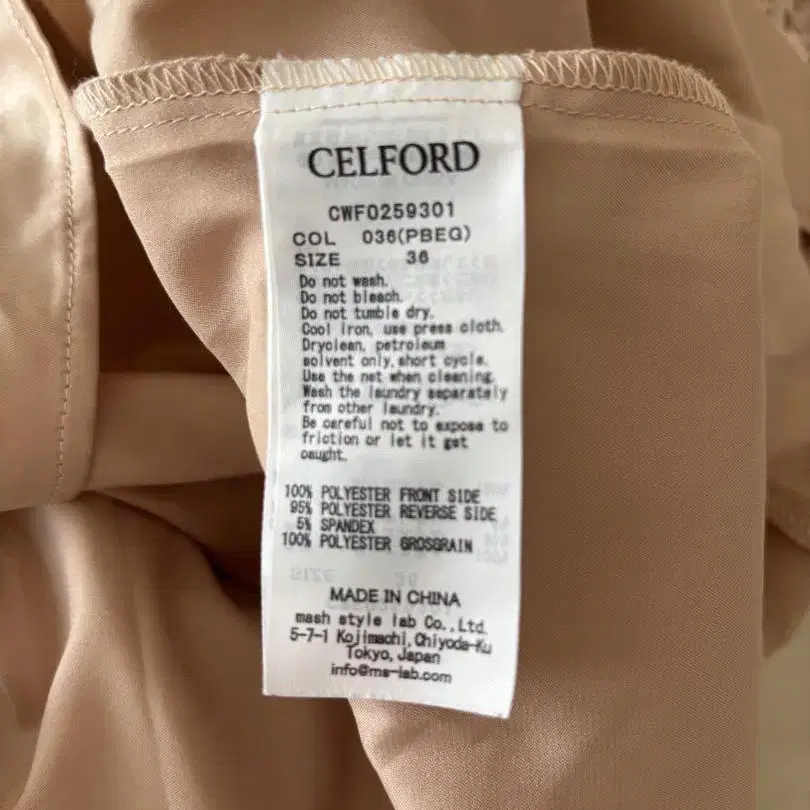 CELFORD
CWFO259301
COL 036(PBEG)
SIZE 36
Do not wash.
Do not bleach.
Do not tumble dry.
Cool iron, use press cloth.
Dryclean, petroleum
solvent only, short cycle.
Use the net when cleaning.
Wash the laundry separately
from other laundry.
Be careful not to expose to
friction or let it get
caught.
100% POLYESTER FRONT SIDE
95% POLYESTER REVERSE SIDE
5% SPANDEX
100% POLYESTER GROSGRAIN
MADE IN CHINA
mash style lab Co.,Ltd.
5-7-1 Kojimachi, Chiyoda-Ku
Tokyo, Japan
info@ms-lab.com